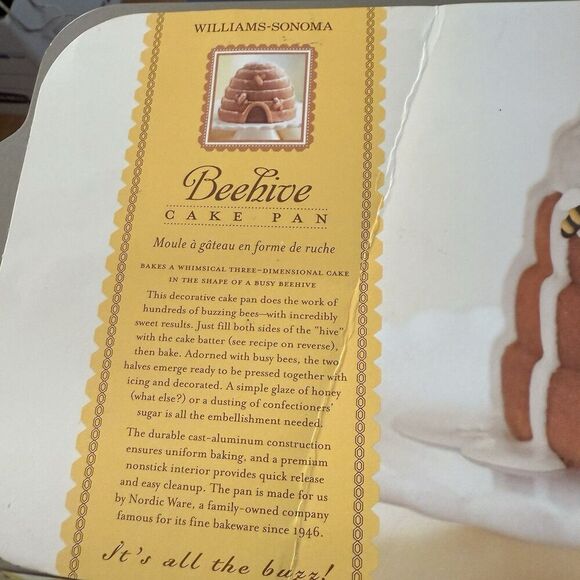 WILLIAMS-SONOMA
Beehive
CAKE PAN
Moule à gâteau en forme de ruche
BAKES A WHIMSICAL THREE-DIMENSIONAL CAKE
IN THE SHAPE OF A BUSY BEEHIVE
This decorative cake pan does the work of
hundreds of buzzing bees—with incredibly
sweet results. Just fill both sides of the "hive"
with the cake batter (see recipe on reverse),
then bake. Adorned with busy bees, the two
halves emerge ready to be pressed together with
icing and decorated. A simple glaze of honey
(what else?) or a dusting of confectioners'
sugar is all the embellishment needed.
The durable cast-aluminum construction
ensures uniform baking, and a premium
nonstick interior provides quick release
and easy cleanup. The pan is made for us
by Nordic Ware, a family-owned company
famous for its fine bakeware since 1946.
It's all the buzz!